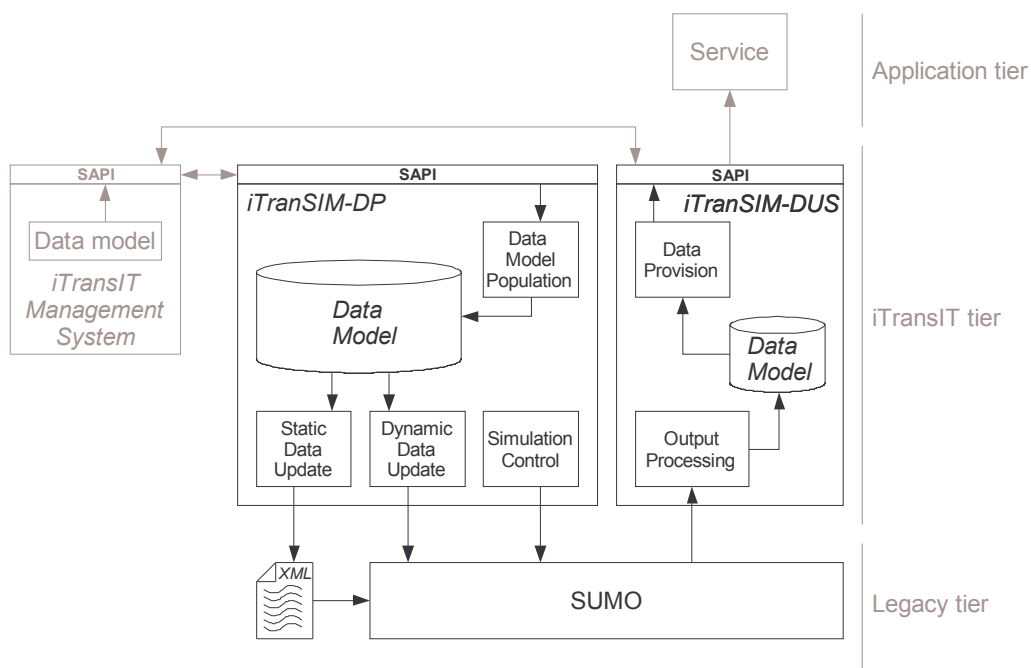 Service
Application tier
SAPI
SAPI
SAPI
iTranSIM-DP
iTranSIM-DUS
Data model
iTransIT
Management
System
Data
Model
Population
Data
Provision
Data
Model
Data
Model
iTransIT tier
Static
Data
Update
Dynamic
Data
Update
Simulation
Control
Output
Processing
XML
SUMO
Legacy tier